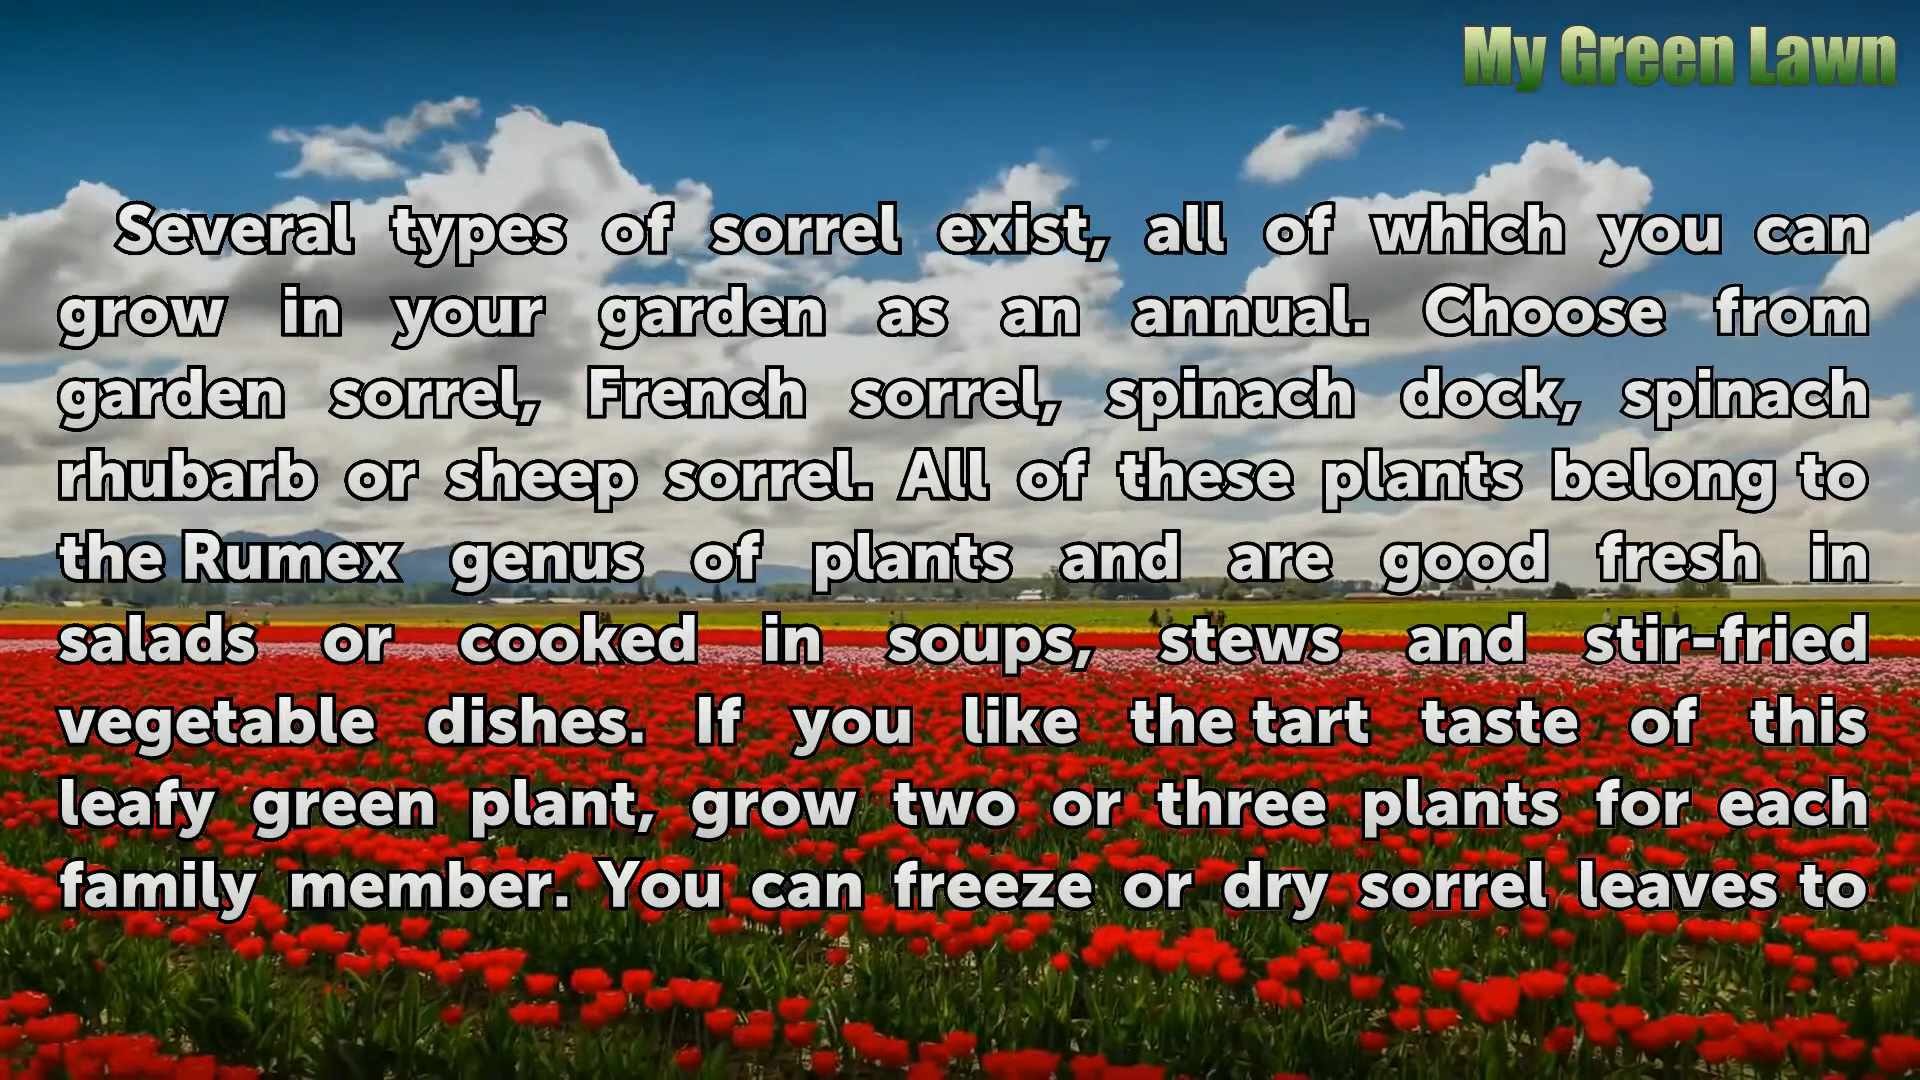 My Green Lawn
Several types of sorrel exist, all of which you can
grow in your garden as an annual. Choose from
garden sorrel, French sorrel, spinach dock, spinach
rhubarb or sheep sorrel. All of these plants belong to
the Rumex genus of plants and are good fresh in
salads or cooked in soups, stews and stir-fried
vegetable dishes. If you like the tart taste of this
leafy green plant, grow two or three plants for each
family member. You can freeze or dry sorrel leaves to